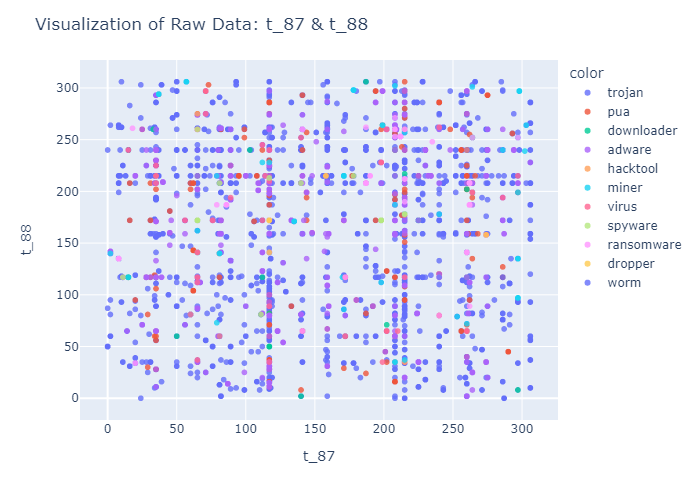 Visualization of Raw Data: t_87 & t_88
color
trojan
pua
downloader
adware
hacktool
miner
virus
spyware
ransomware
dropper
worm
300
250
200
150
100
50
0
t_88
0 50 100 150 200 250 300
t_87